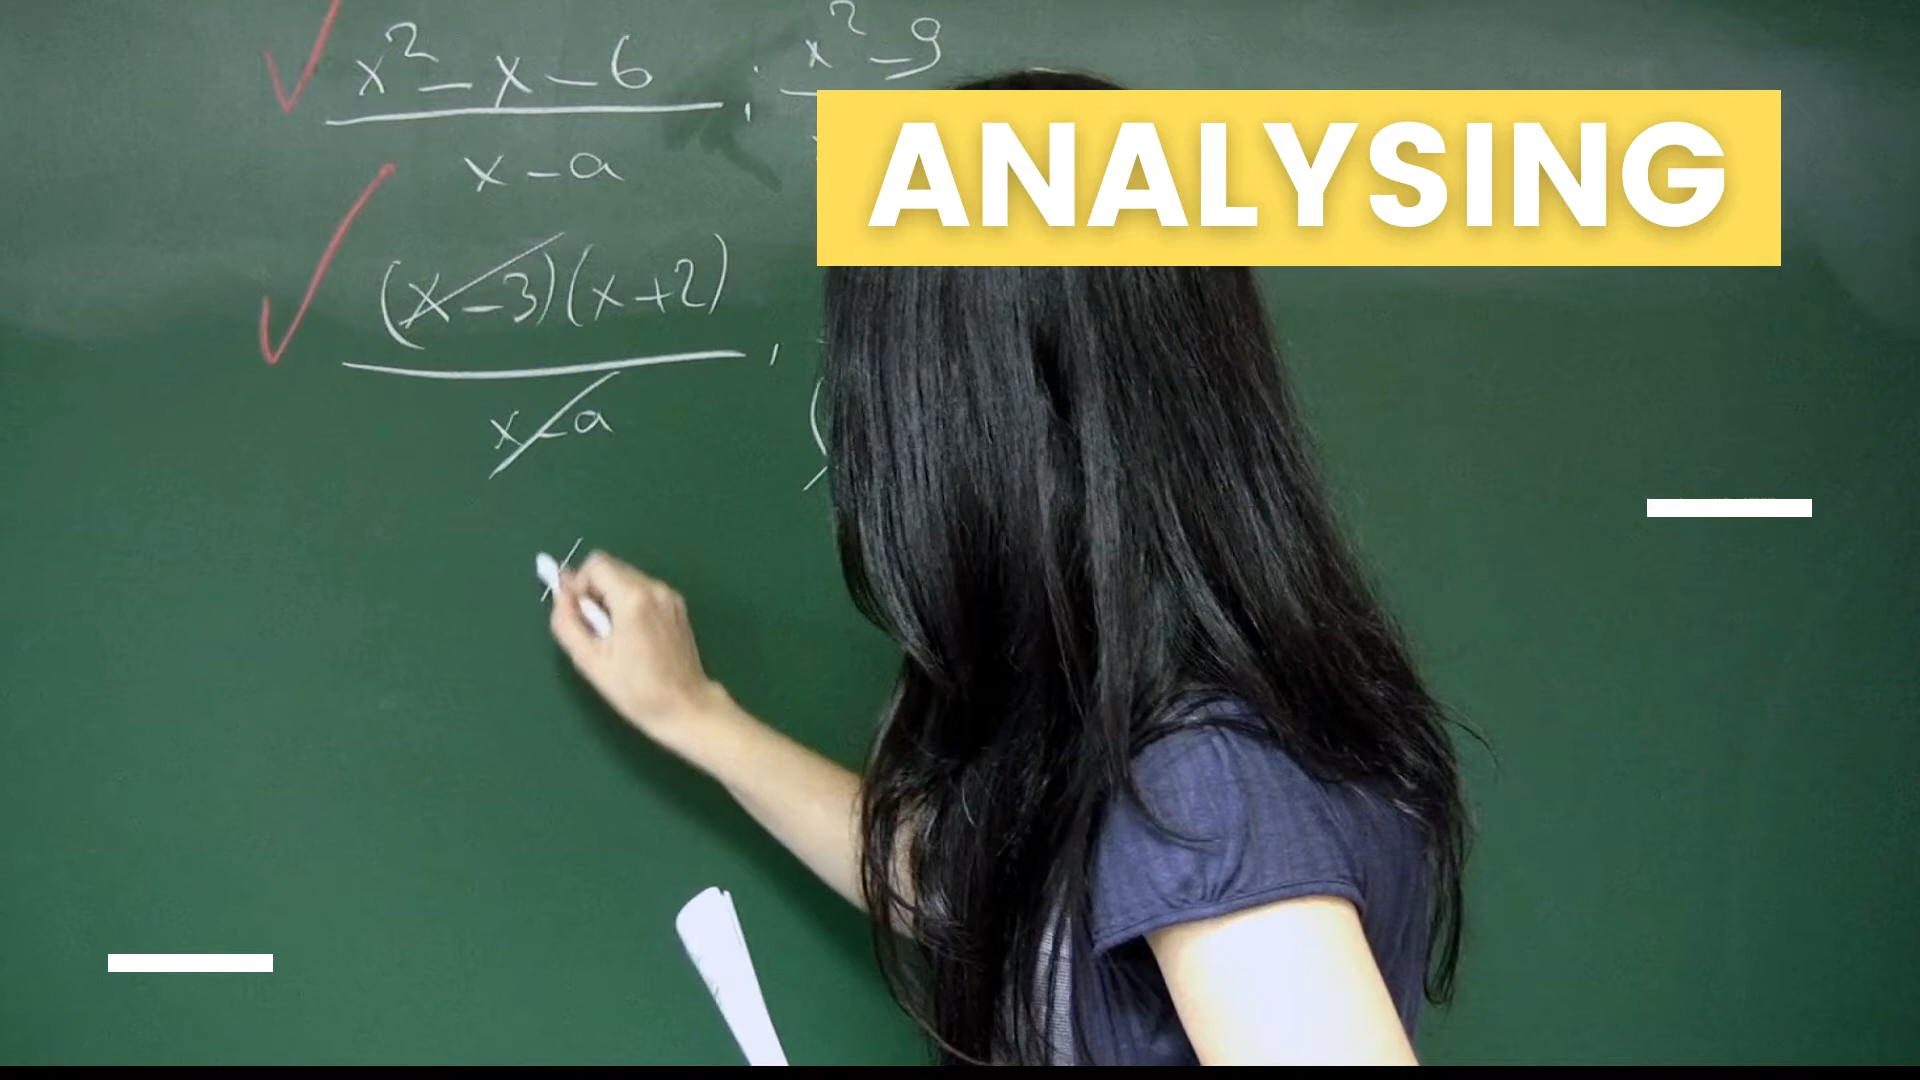 x² - x - 6 , x² - 9
x - a
ANALYSING
(x-3)(x+2) , (
x - a
x